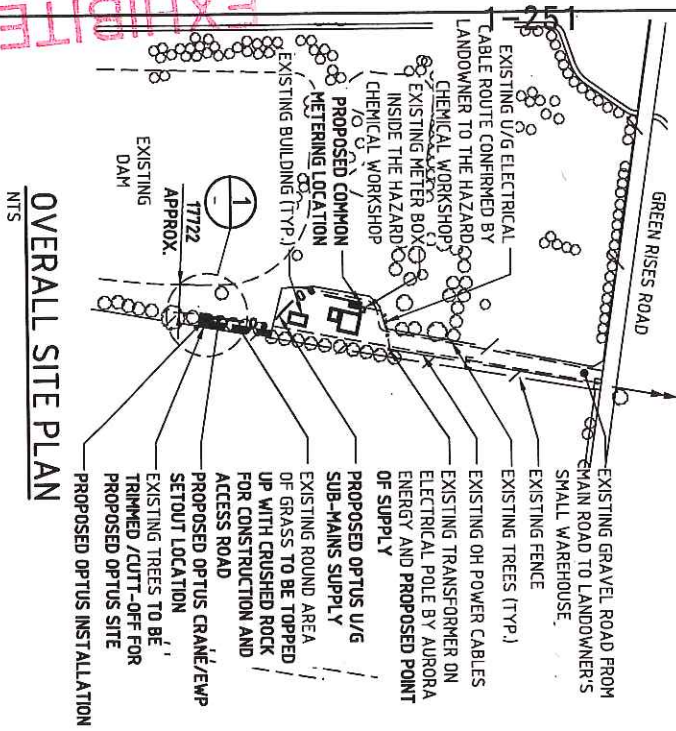 EXHIBITE
1-251
GREEN RISES ROAD
EXISTING U/G ELECTRICAL
CABLE ROUTE CONFIRMED BY
LANDOWNER TO THE HAZARD
CHEMICAL WORKSHOP
EXISTING METER BOX
INSIDE THE HAZARD
CHEMICAL WORKSHOP
PROPOSED COMMON
METERING LOCATION
EXISTING BUILDING (TYP.)
EXISTING
DAM
17722
APPROX.
1
-
EXISTING GRAVEL ROAD FROM
MAIN ROAD TO LANDOWNER'S
SMALL WAREHOUSE
EXISTING FENCE
EXISTING TREES (TYP.)
EXISTING OH POWER CABLES
EXISTING TRANSFORMER ON
ELECTRICAL POLE BY AURORA
ENERGY AND PROPOSED POINT
OF SUPPLY
PROPOSED OPTUS U/G
SUB-MAINS SUPPLY
EXISTING ROUND AREA
OF GRASS TO BE TOPPED
UP WITH CRUSHED ROCK
FOR CONSTRUCTION AND
ACCESS ROAD
PROPOSED OPTUS CRANE/EWP
SETOUT LOCATION
EXISTING TREES TO BE
TRIMMED /CUTT-OFF FOR
PROPOSED OPTUS SITE
PROPOSED OPTUS INSTALLATION
OVERALL SITE PLAN
NTS